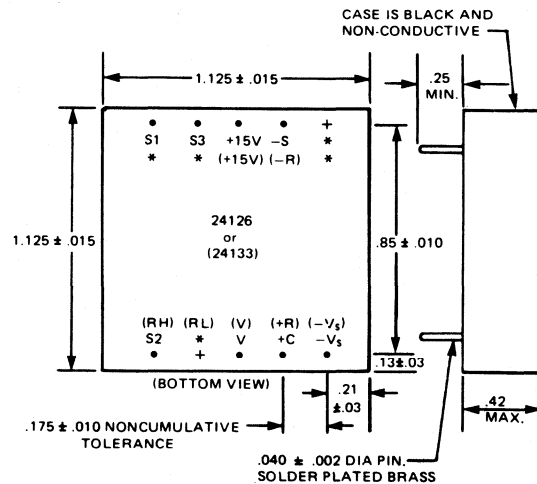 CASE IS BLACK AND
NON-CONDUCTIVE
1.125 ± .015
.25
MIN.
+
S1 S3 +15V −S *
* * (+15V) (−R) *
24126
or
(24133)
1.125 ± .015
.85 ± .010
(RH) (RL) (V) (+R) (−Vs)
S2 * V +C −Vs
+
.13±.03
(BOTTOM VIEW)
.21
±.03
.42
MAX.
.175 ± .010 NONCUMULATIVE
TOLERANCE
.040 ± .002 DIA PIN.
SOLDER PLATED BRASS